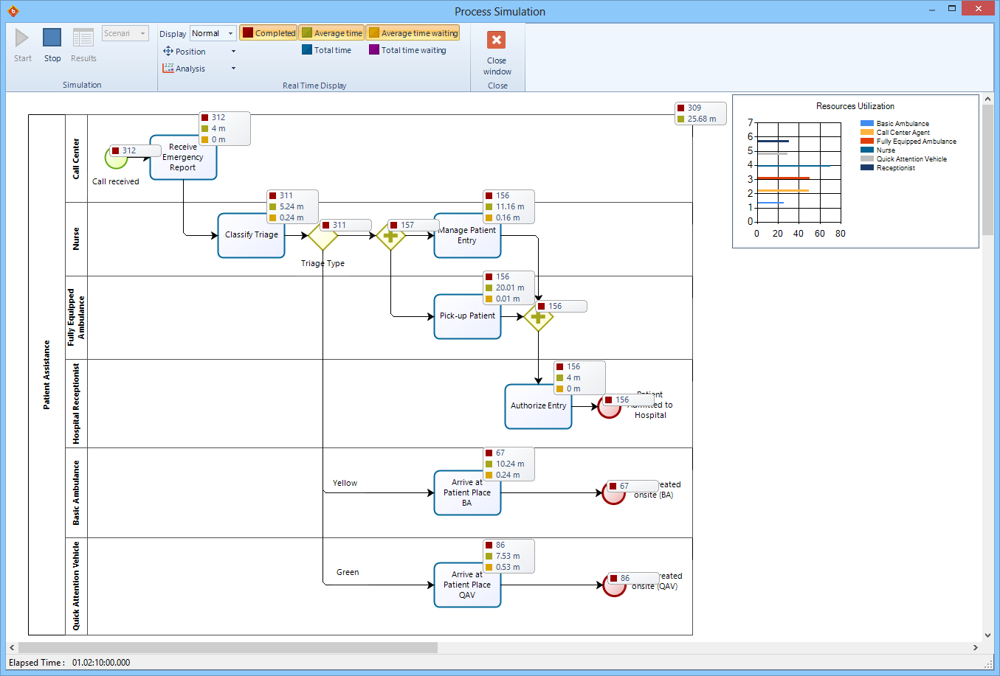 Process Simulation
Start
Stop
Results
Scenari
Simulation
Display
Normal
Completed
Average time
Average time waiting
Position
Total time
Total time waiting
Analysis
Real Time Display
Close
window
Close
Patient Assistance
Call Center
312
Call received
Receive
Emergency
Report
312
4 m
0 m
309
25.68 m
Nurse
Classify Triage
311
5.24 m
0.24 m
311
Triage Type
157
Manage Patient
Entry
156
11.16 m
0.16 m
Fully Equipped
Ambulance
Pick-up Patient
156
20.01 m
0.01 m
156
Hospital Receptionist
Authorize Entry
156
4 m
0 m
156
Patient
Admitted to
Hospital
Basic Ambulance
Yellow
Arrive at
Patient Place
BA
67
10.24 m
0.24 m
67
eated
onsite (BA)
Quick Attention Vehicle
Green
Arrive at
Patient Place
QAV
86
7.53 m
0.53 m
86
reated
onsite (QAV)
Resources Utilization
7
6
5
4
3
2
1
0
0 20 40 60 80
Basic Ambulance
Call Center Agent
Fully Equipped Ambulance
Nurse
Quick Attention Vehicle
Receptionist
Elapsed Time : 01.02:10:00.000